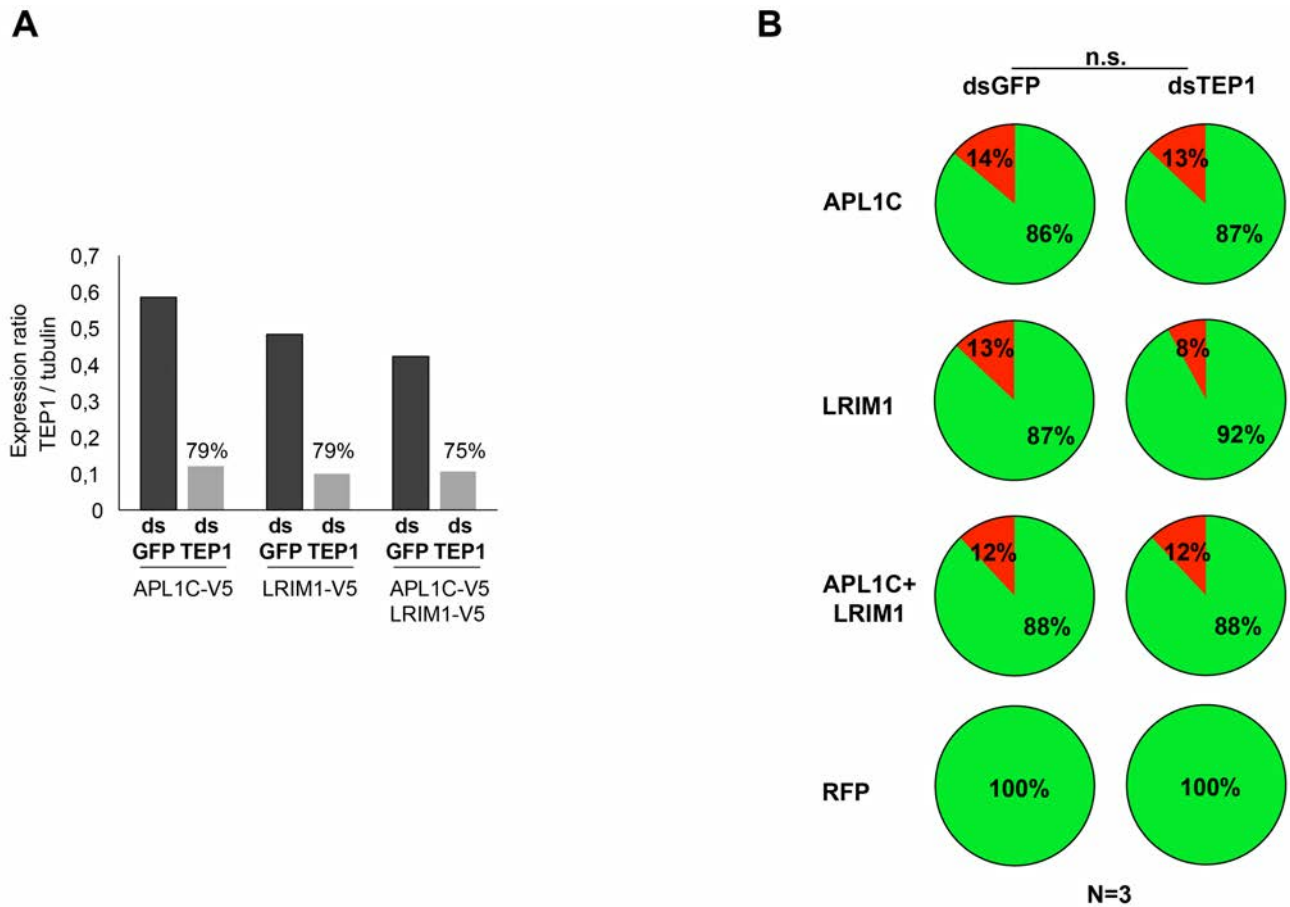 A
Expression ratio
TEP1 / tubulin
0,7
0,6
0,5
0,4
0,3
0,2
0,1
0
79%
79%
75%
ds ds ds ds ds ds
GFP TEP1 GFP TEP1 GFP TEP1
APL1C-V5 LRIM1-V5 APL1C-V5
LRIM1-V5
B
n.s.
dsGFP dsTEP1
APL1C
14% 13%
86% 87%
LRIM1
13% 8%
87% 92%
APL1C+
LRIM1
12% 12%
88% 88%
RFP
100% 100%
N=3